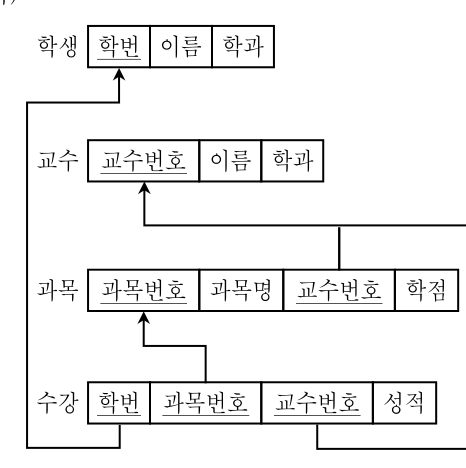 학생 학번 이름 학과
교수 교수번호 이름 학과
과목 과목번호 과목명 교수번호 학점
수강 학번 과목번호 교수번호 성적